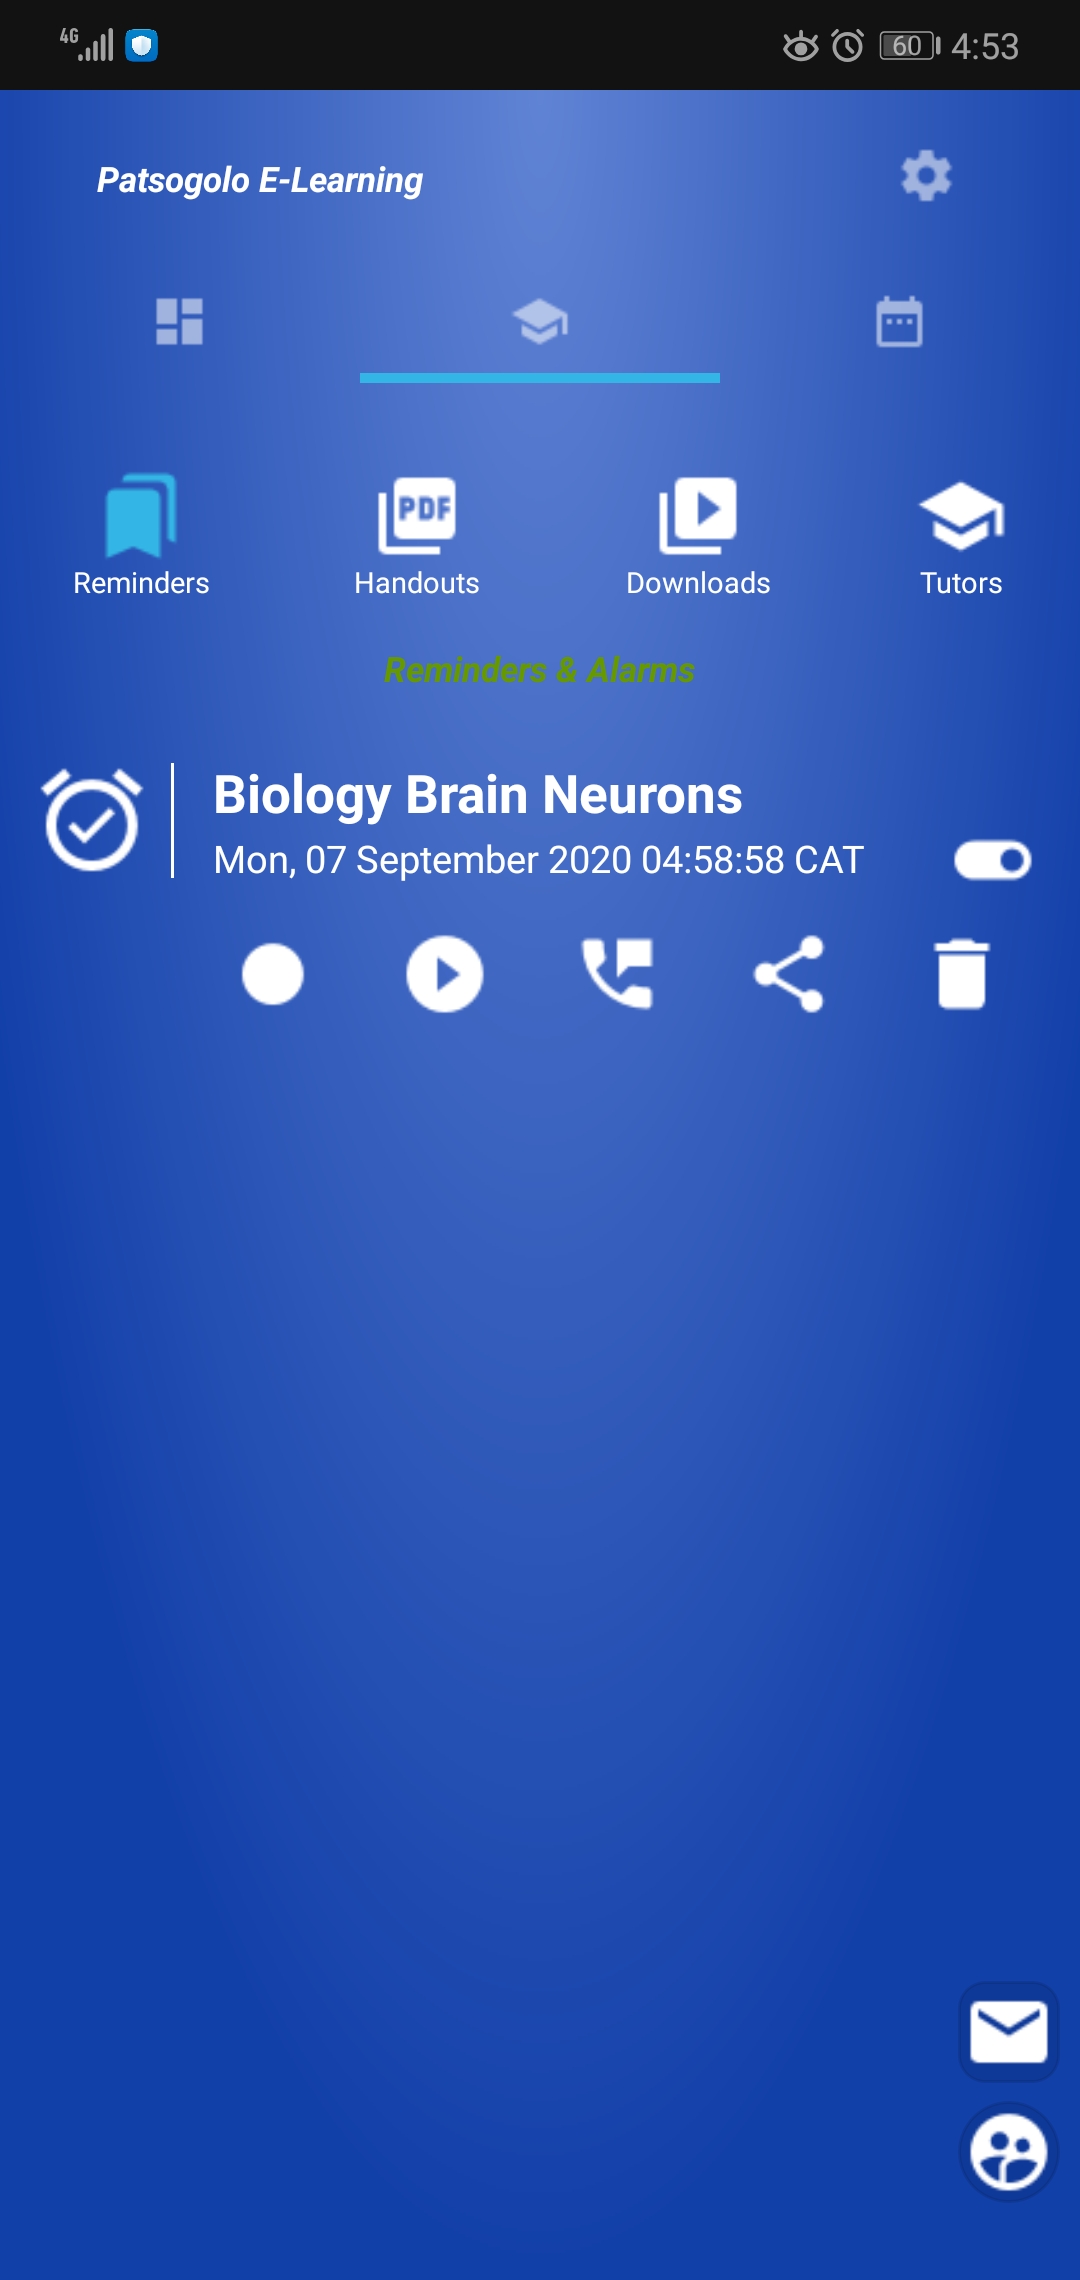 4G 60 4:53
Patsogolo E-Learning
PDF
Reminders Handouts Downloads Tutors
Reminders & Alarms
Biology Brain Neurons
Mon, 07 September 2020 04:58:58 CAT